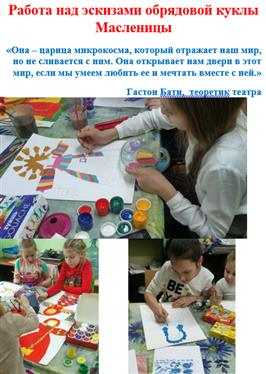 Работа над эскизами обрядовой куклы
Масленицы
«Она – царица микрокосма, который отражает наш мир,
но не сливается с ним. Она открывает нам двери в этот
мир, если мы умеем любить ее и мечтать вместе с ней.»
Гастон Бати, теоретик театра
BE